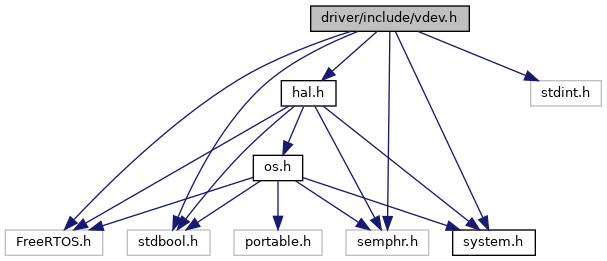 driver/include/vdev.h
hal.h
stdint.h
os.h
FreeRTOS.h
stdbool.h
portable.h
semphr.h
system.h